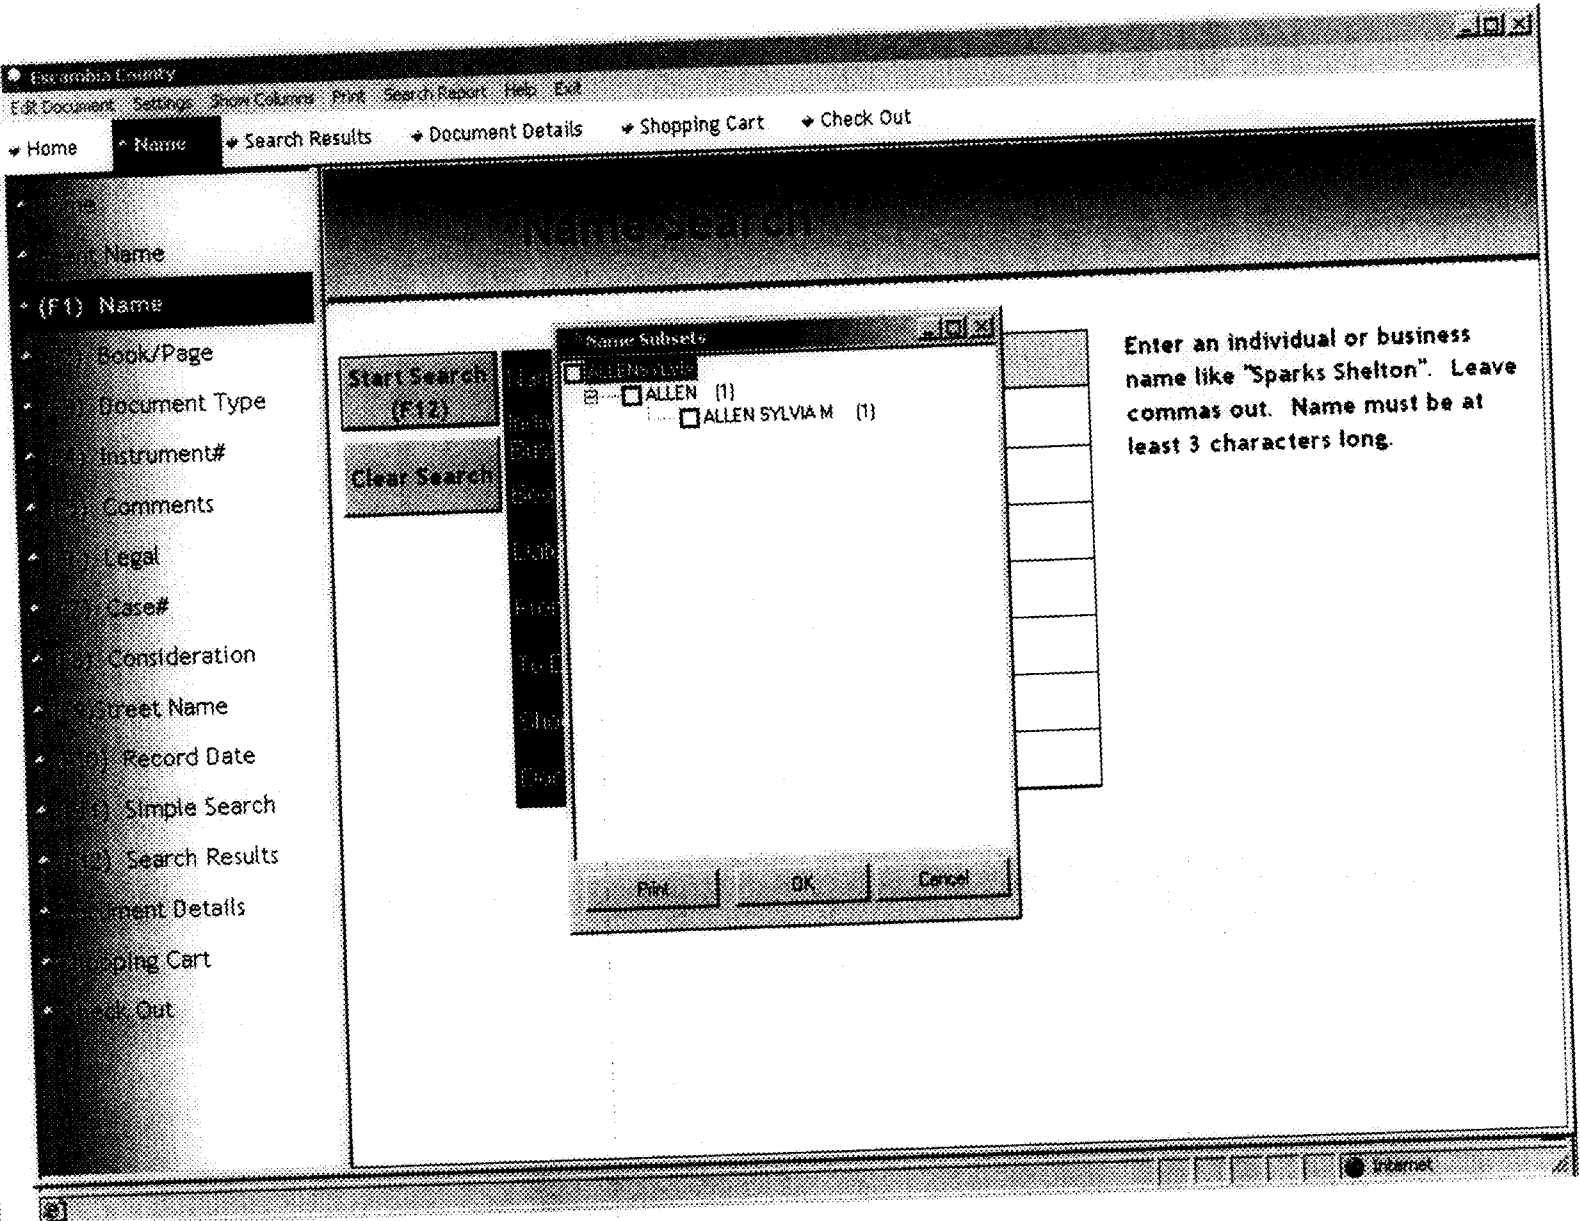 Escambia County
Edit Document Settings Show Columns Print Search Report Help Exit
Home Name Search Results Document Details Shopping Cart Check Out
Name Search
Name
(F1) Name
Book/Page
Document Type
Instrument#
Comments
Legal
Case#
Consideration
Street Name
Record Date
Simple Search
Search Results
Details
Cart
Out
Start Search
(F12)
Clear Search
Name Subsets
ALLEN (1)
ALLEN SYLVIA M (1)
Print OK Cancel
Enter an individual or business
name like "Sparks Shelton". Leave
commas out. Name must be at
least 3 characters long.
Internet